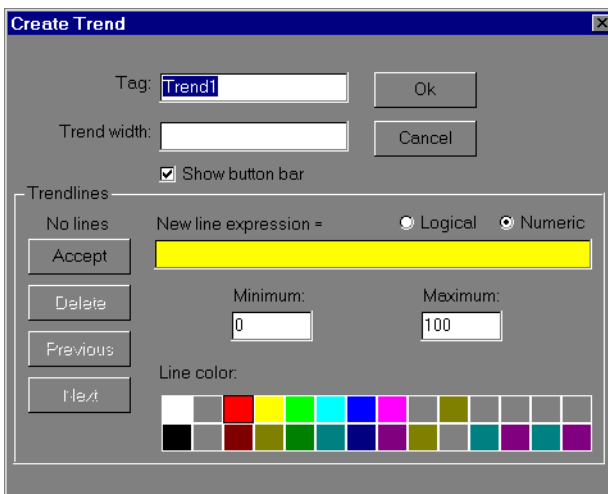 Create Trend
Tag: Trend1
Ok
Trend width:
Cancel
Show button bar
Trendlines
No lines
New line expression =
Logical
Numeric
Accept
Delete
Minimum:
Maximum:
0
100
Previous
Next
Line color: